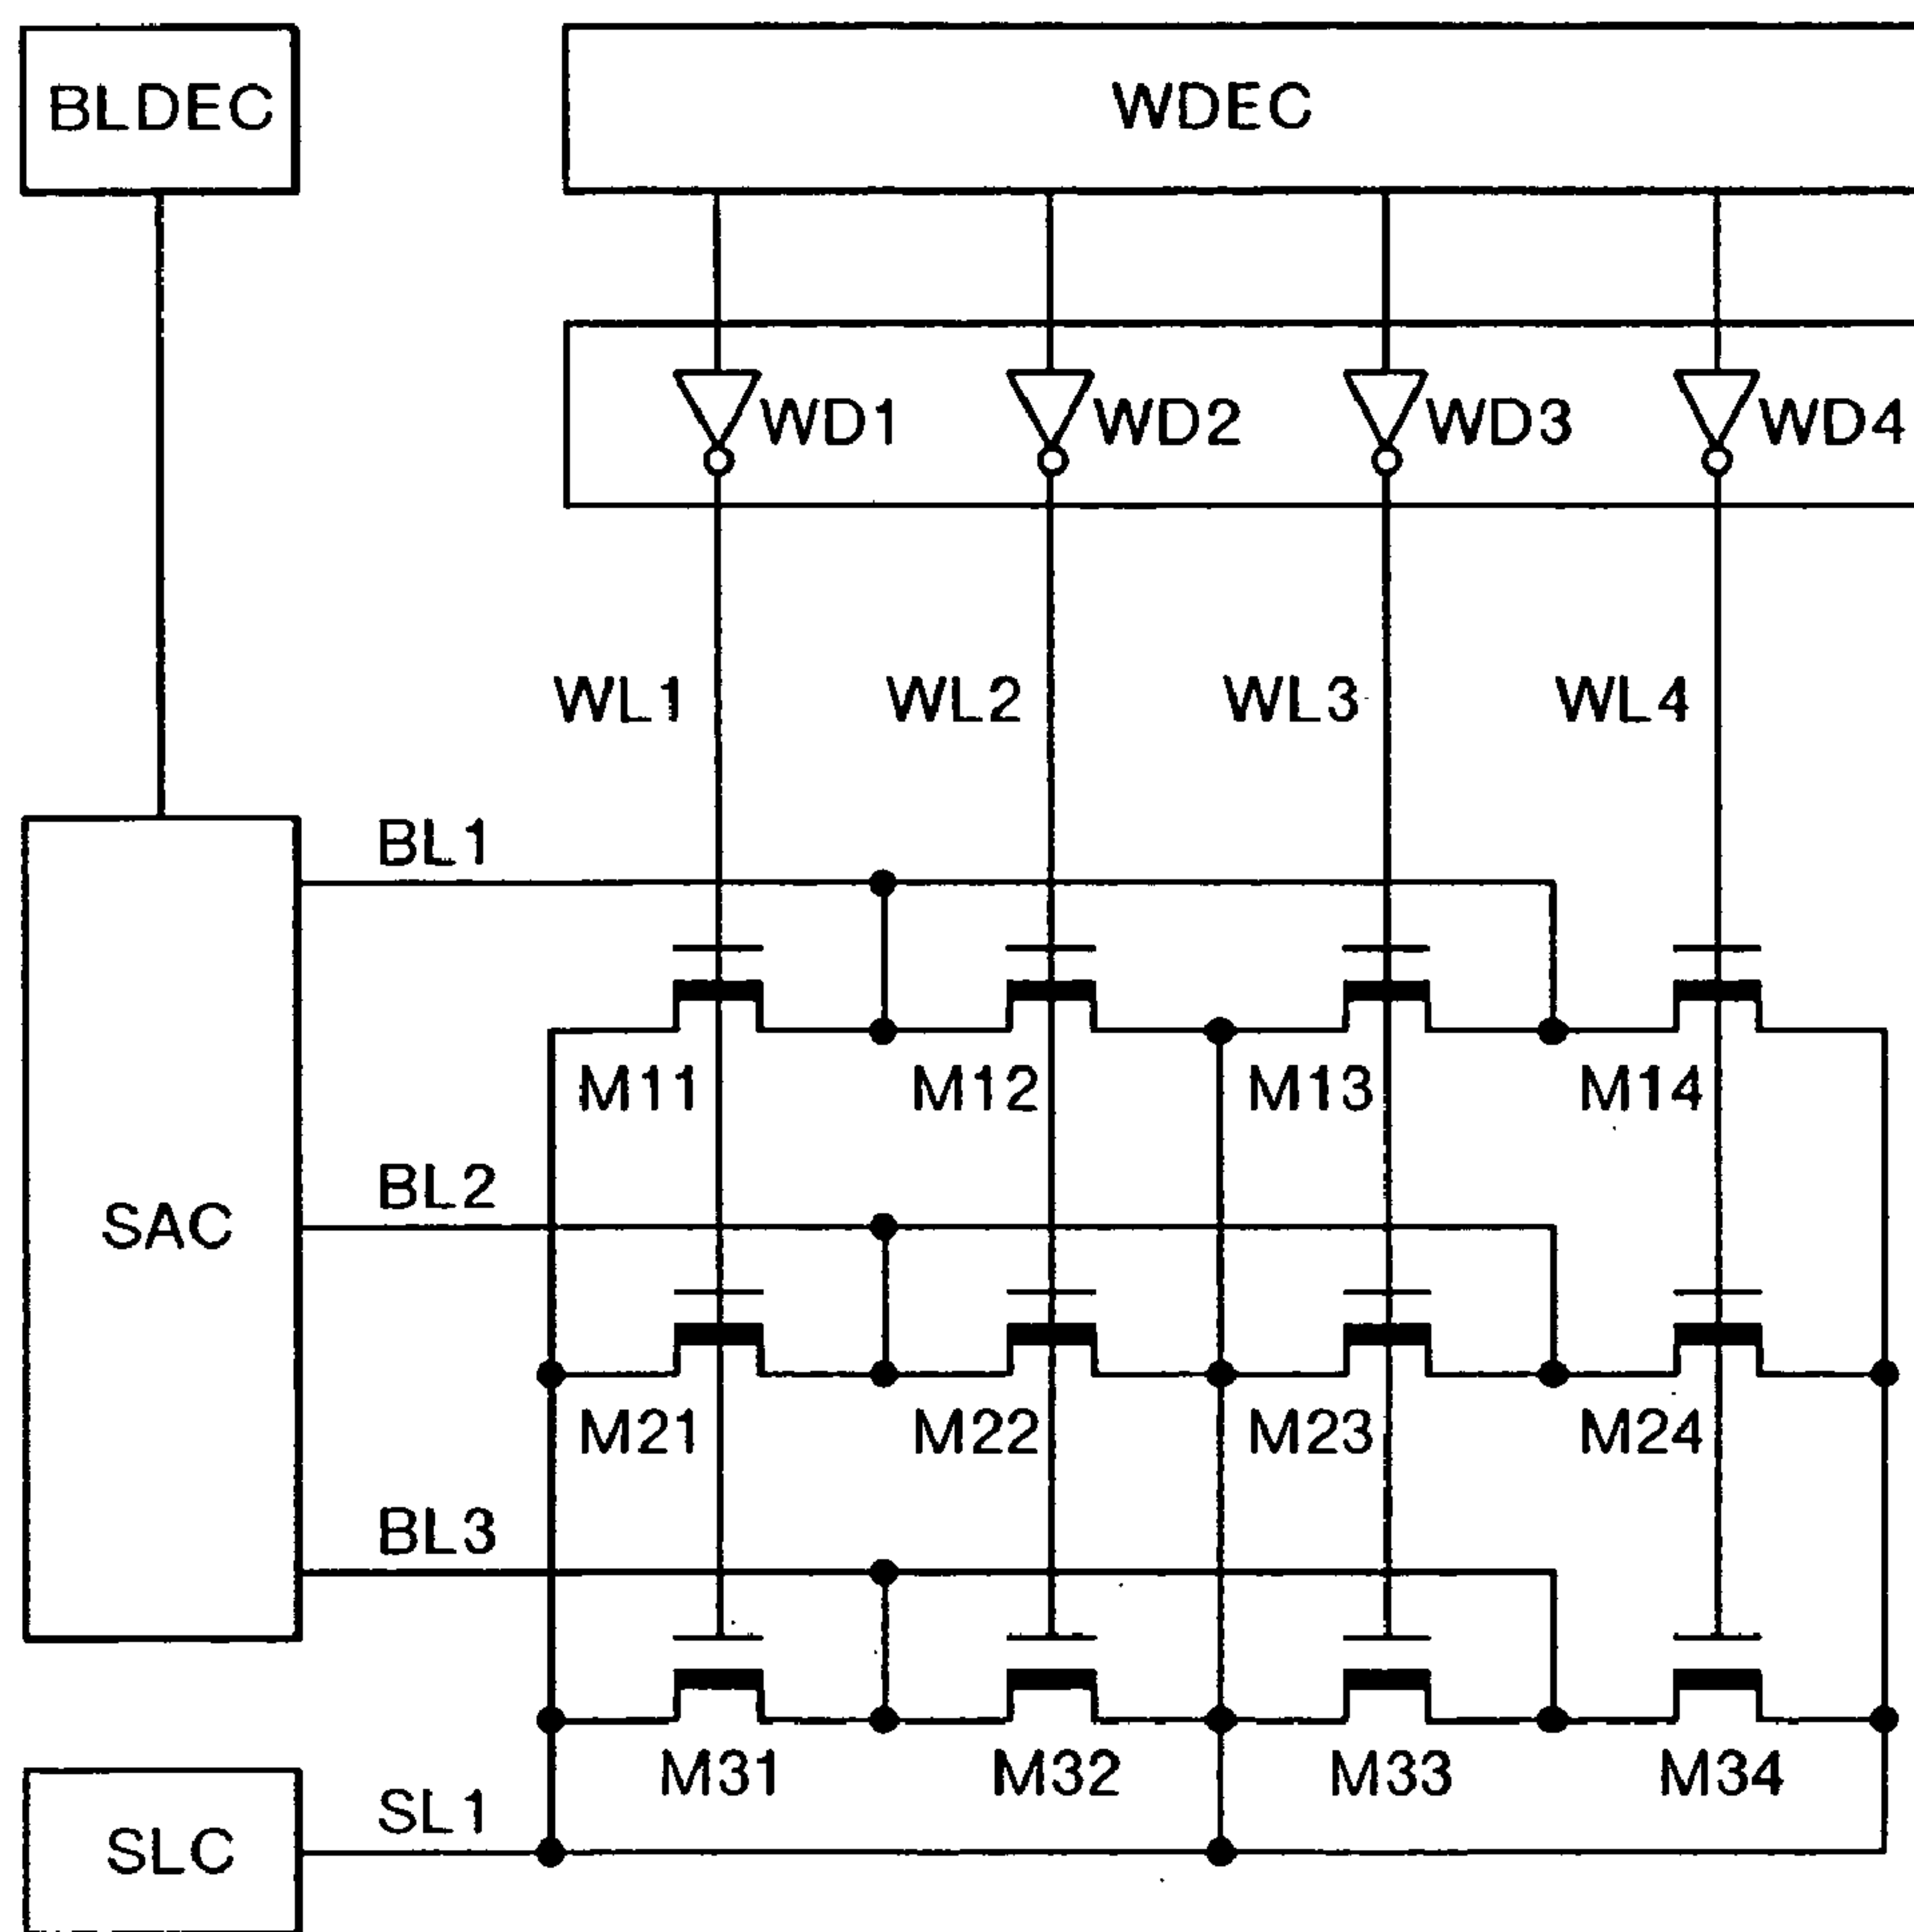 BLDEC WDEC
WD1 WD2 WD3 WD4
WL1 WL2 WL3 WL4
BL1
M11 M12 M13 M14
BL2
SAC
M21 M22 M23 M24
BL3
M31 M32 M33 M34
SL1
SLC